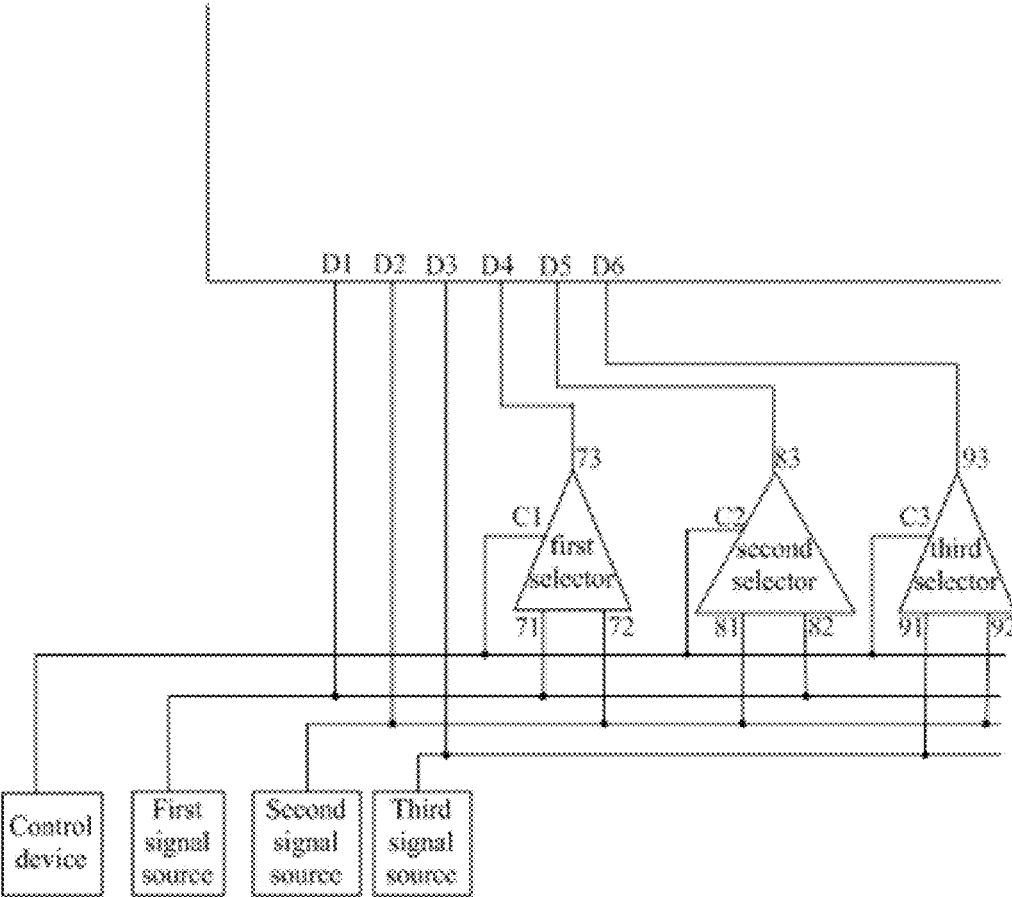 D1 D2 D3 D4 D5 D6
73 83 93
C1 C2 C3
first selector
second selector
third selector
71 72 81 82 91 92
Control device
First signal source
Second signal source
Third signal source